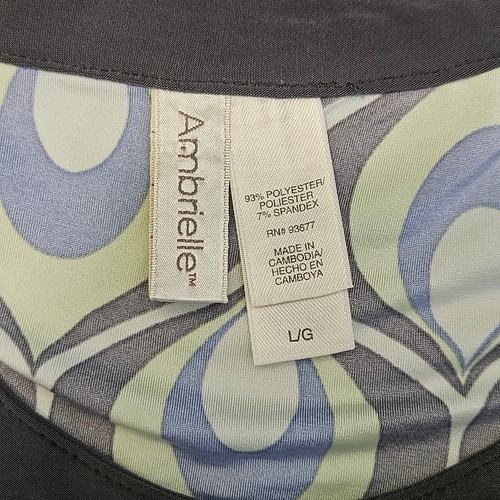 Ambrielle™
93% POLYESTER/
POLIESTER
7% SPANDEX
RN# 93677
MADE IN
CAMBODIA/
HECHO EN
CAMBOYA
L/G